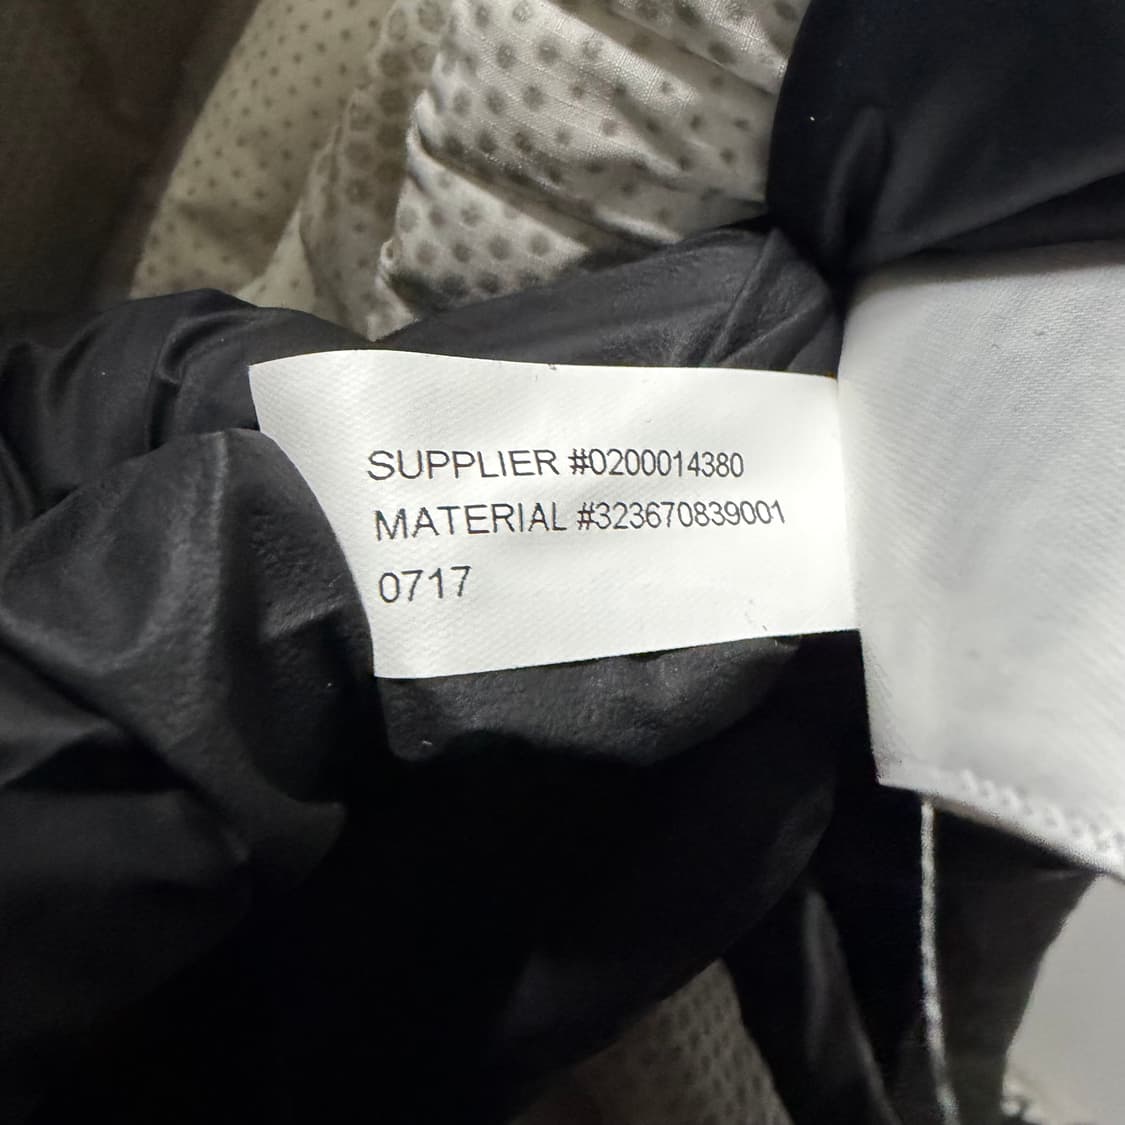 SUPPLIER #0200014380
MATERIAL #323670839001
0717